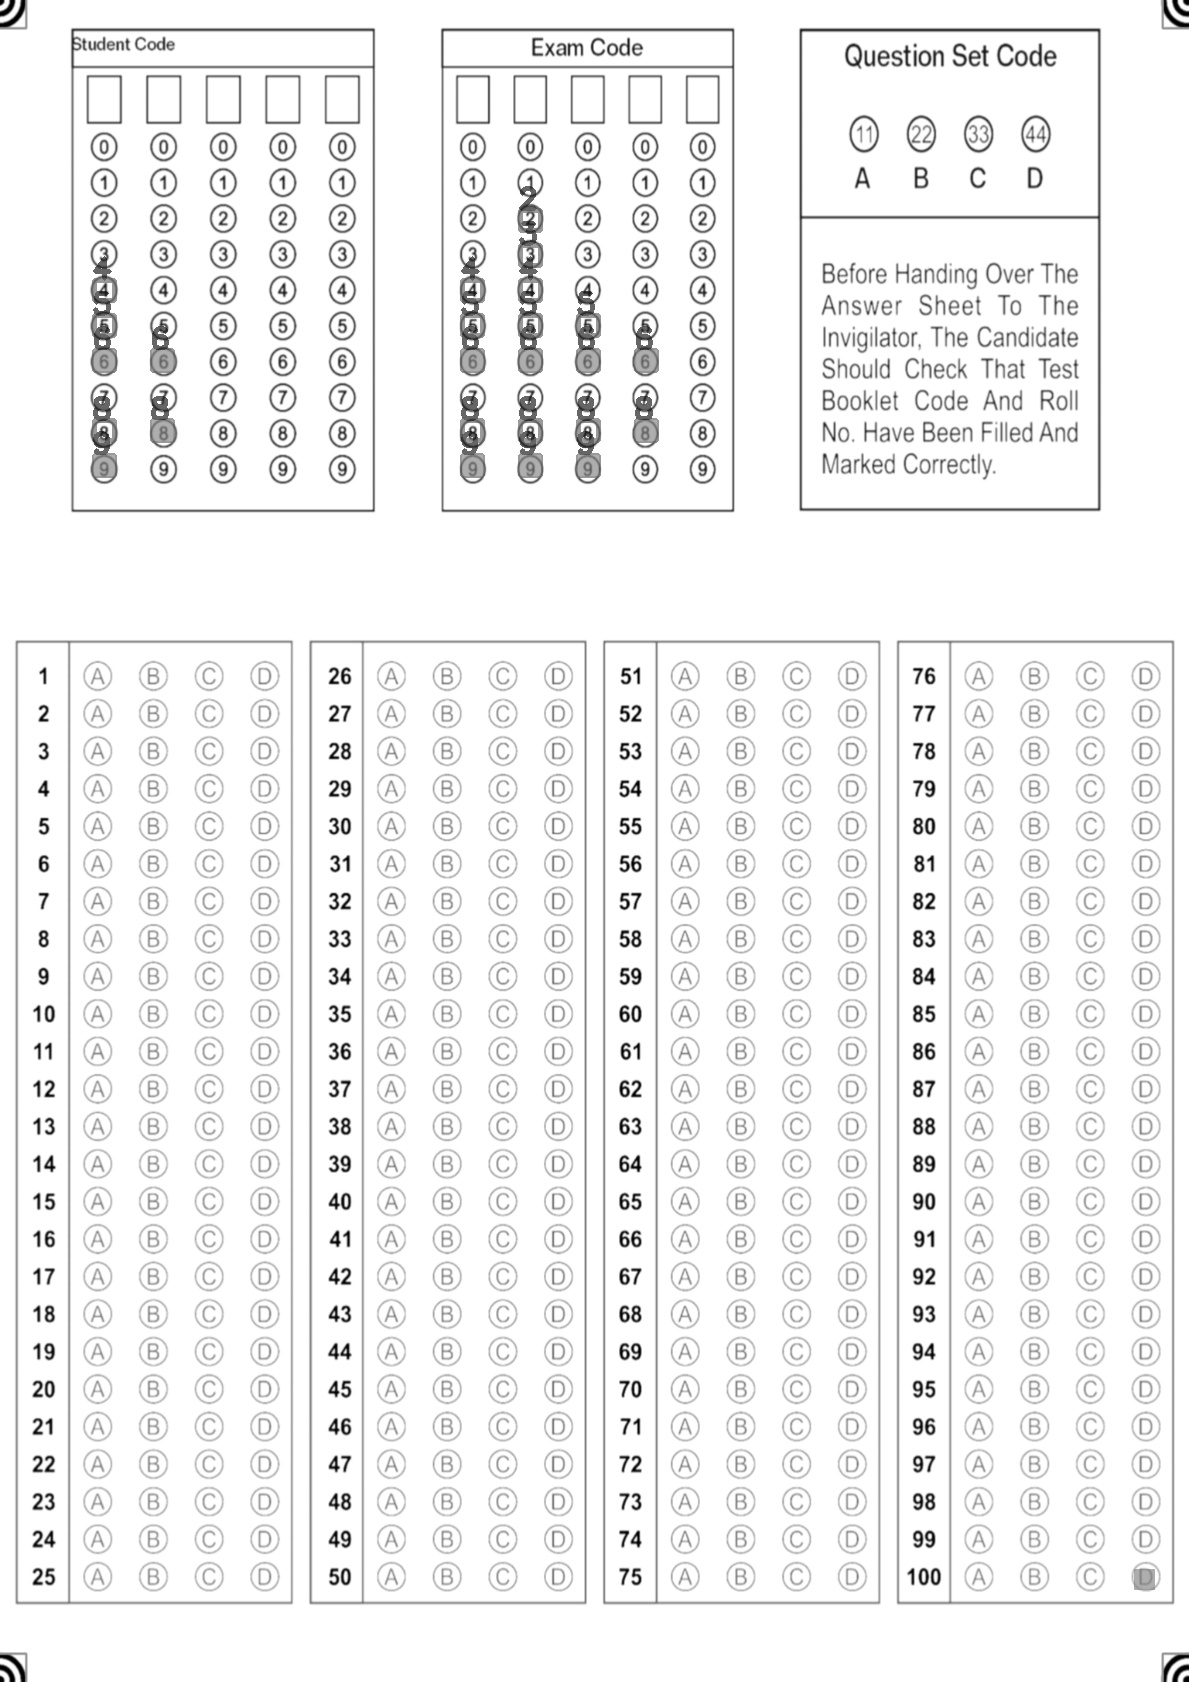 Student Code
Exam Code
Question Set Code
0 0 0 0 0 0 0 0 0 0
1 1 1 1 1 1 1 1 1 1
2 2 2 2 2 2 2 2 2 2
3 3 3 3 3 3 3 3 3 3
4 4 4 4 4 4 4 4 4 4
5 5 5 5 5 5 5 5 5 5
6 6 6 6 6 6 6 6 6 6
7 7 7 7 7 7 7 7 7 7
8 8 8 8 8 8 8 8 8 8
9 9 9 9 9 9 9 9 9 9
11 22 33 44
A B C D
Before Handing Over The
Answer Sheet To The
Invigilator, The Candidate
Should Check That Test
Booklet Code And Roll
No. Have Been Filled And
Marked Correctly.
1 A B C D 26 A B C D 51 A B C D 76 A B C D
2 A B C D 27 A B C D 52 A B C D 77 A B C D
3 A B C D 28 A B C D 53 A B C D 78 A B C D
4 A B C D 29 A B C D 54 A B C D 79 A B C D
5 A B C D 30 A B C D 55 A B C D 80 A B C D
6 A B C D 31 A B C D 56 A B C D 81 A B C D
7 A B C D 32 A B C D 57 A B C D 82 A B C D
8 A B C D 33 A B C D 58 A B C D 83 A B C D
9 A B C D 34 A B C D 59 A B C D 84 A B C D
10 A B C D 35 A B C D 60 A B C D 85 A B C D
11 A B C D 36 A B C D 61 A B C D 86 A B C D
12 A B C D 37 A B C D 62 A B C D 87 A B C D
13 A B C D 38 A B C D 63 A B C D 88 A B C D
14 A B C D 39 A B C D 64 A B C D 89 A B C D
15 A B C D 40 A B C D 65 A B C D 90 A B C D
16 A B C D 41 A B C D 66 A B C D 91 A B C D
17 A B C D 42 A B C D 67 A B C D 92 A B C D
18 A B C D 43 A B C D 68 A B C D 93 A B C D
19 A B C D 44 A B C D 69 A B C D 94 A B C D
20 A B C D 45 A B C D 70 A B C D 95 A B C D
21 A B C D 46 A B C D 71 A B C D 96 A B C D
22 A B C D 47 A B C D 72 A B C D 97 A B C D
23 A B C D 48 A B C D 73 A B C D 98 A B C D
24 A B C D 49 A B C D 74 A B C D 99 A B C D
25 A B C D 50 A B C D 75 A B C D 100 A B C D